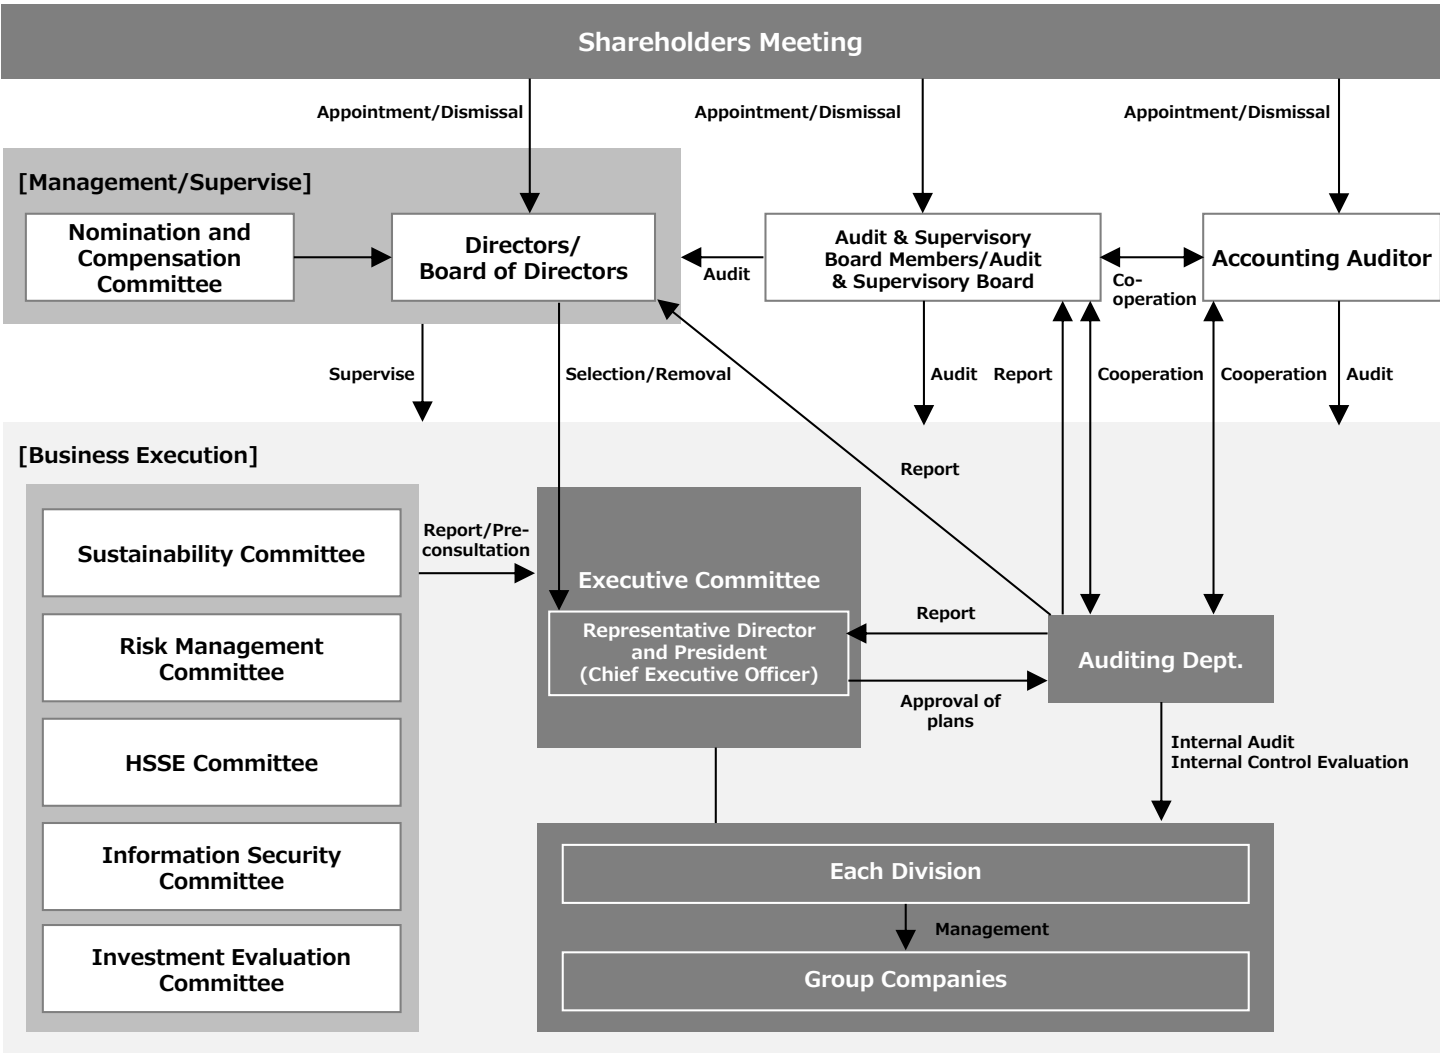 Shareholders Meeting
Appointment/Dismissal
Appointment/Dismissal
Appointment/Dismissal
[Management/Supervise]
Nomination and
Compensation
Committee
Directors/
Board of Directors
Audit
Audit & Supervisory
Board Members/Audit
& Supervisory Board
Co-
operation
Accounting Auditor
Supervise
Selection/Removal
Audit
Report
Cooperation
Cooperation
Audit
[Business Execution]
Report
Sustainability Committee
Risk Management
Committee
HSSE Committee
Information Security
Committee
Investment Evaluation
Committee
Report/Pre-
consultation
Executive Committee
Representative Director
and President
(Chief Executive Officer)
Report
Approval of
plans
Auditing Dept.
Internal Audit
Internal Control Evaluation
Each Division
Management
Group Companies